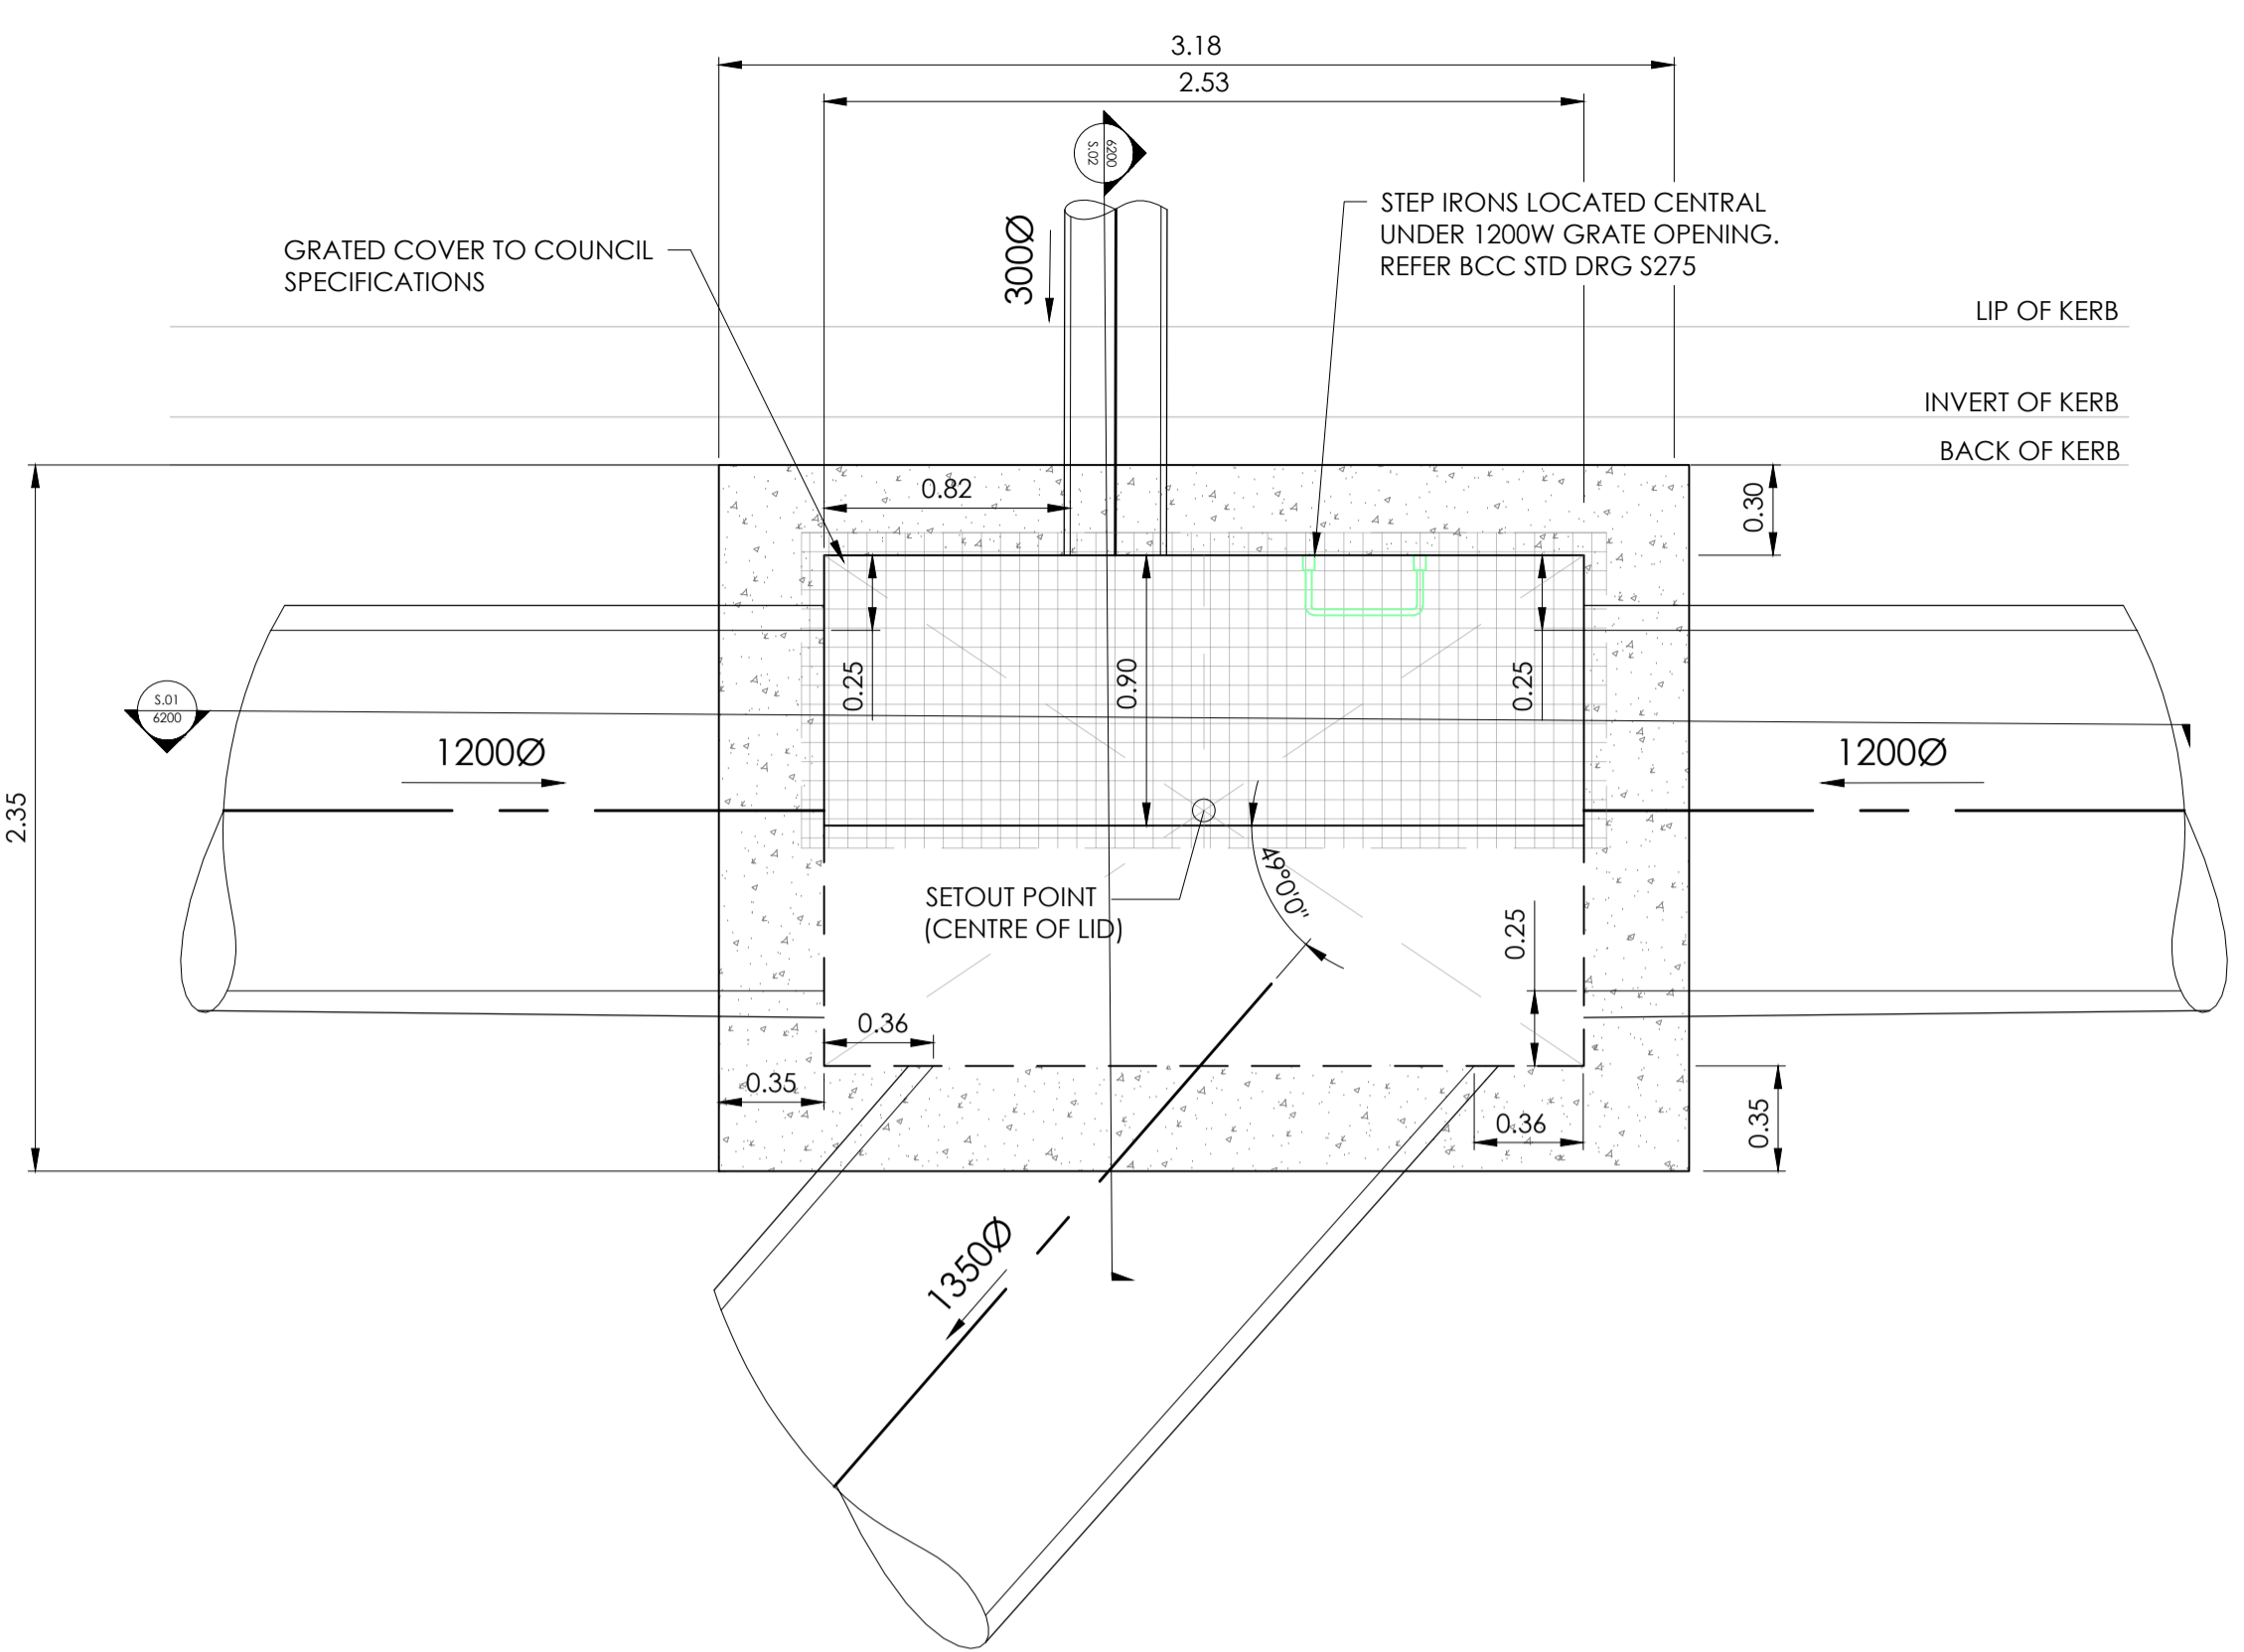 3.18
2.53
6200
S.02
STEP IRONS LOCATED CENTRAL
UNDER 1200W GRATE OPENING.
REFER BCC STD DRG S275
GRATED COVER TO COUNCIL
SPECIFICATIONS
300Ø
LIP OF KERB
INVERT OF KERB
BACK OF KERB
0.82
0.30
0.25
0.90
0.25
S.01
6200
1200Ø
1200Ø
2.35
49°0'0"
SETOUT POINT
(CENTRE OF LID)
0.25
0.36
0.35
0.36
0.35
1350Ø